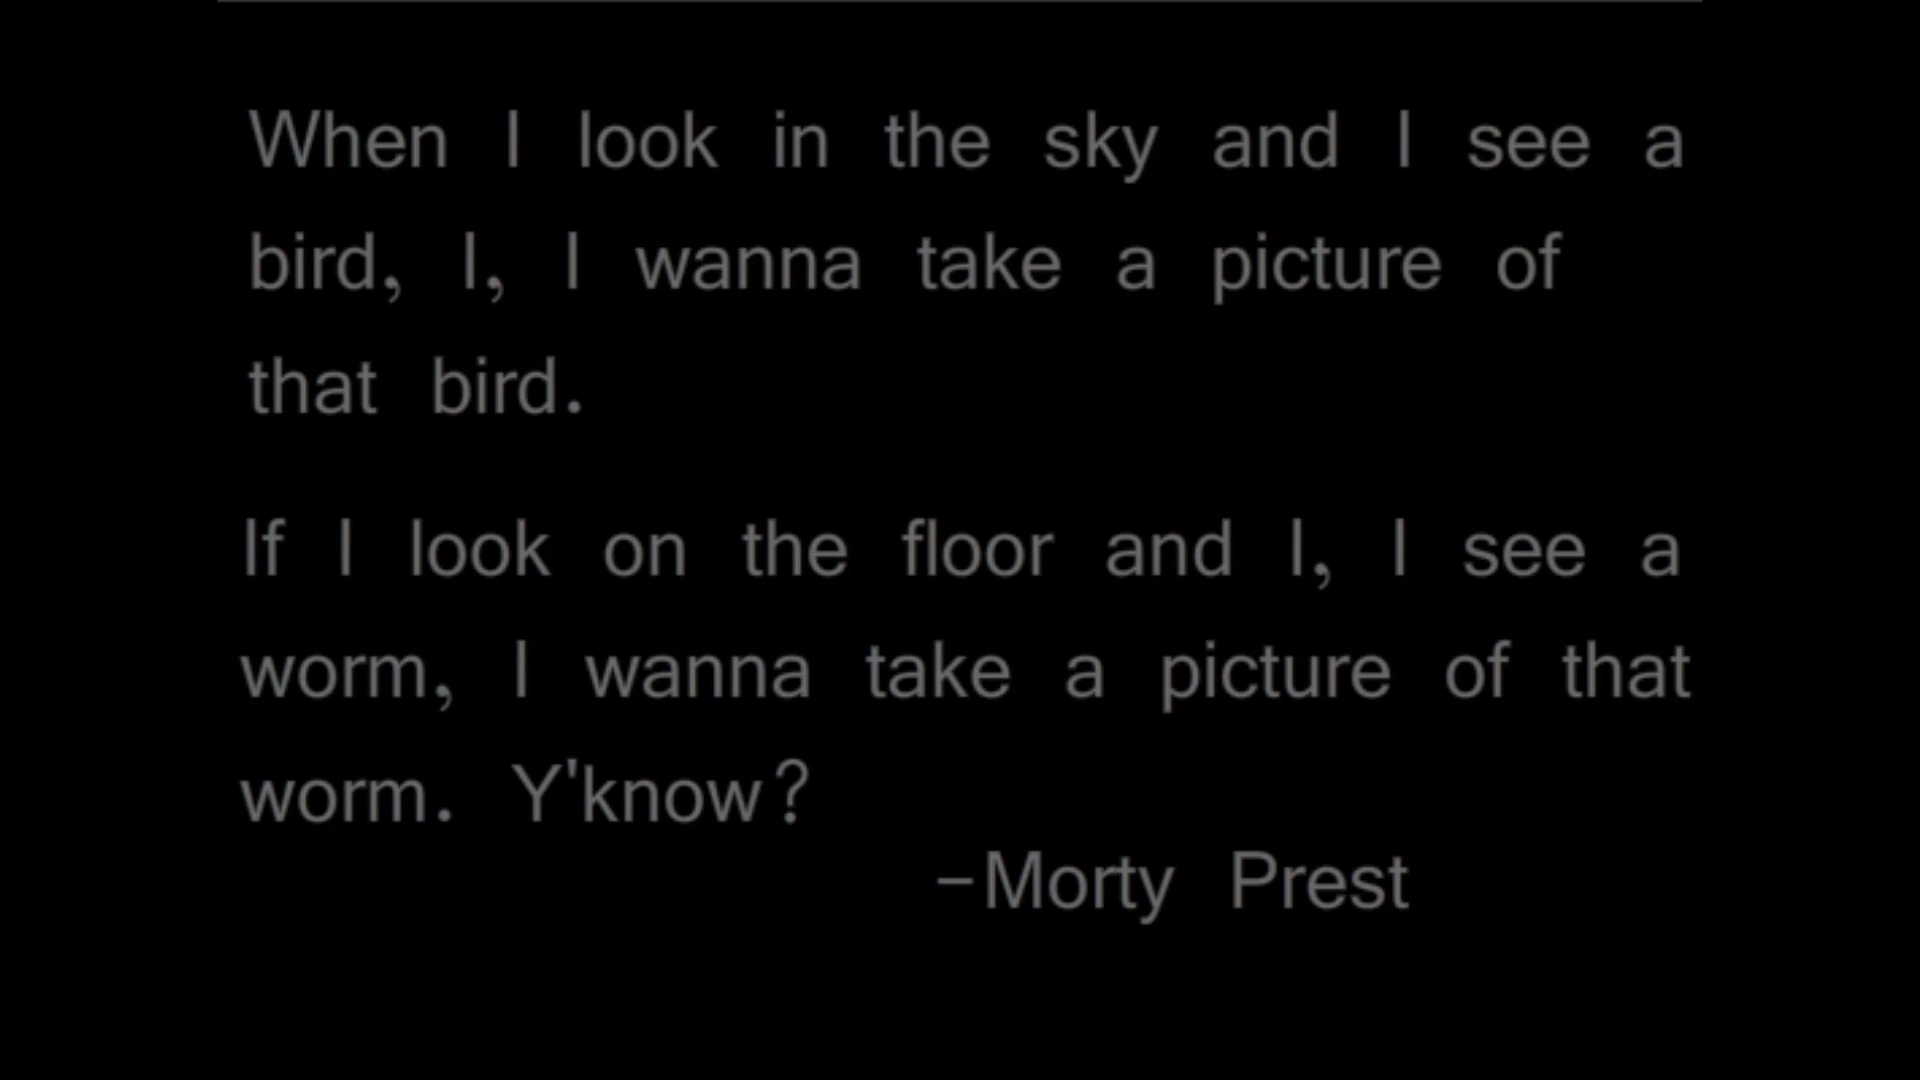 When I look in the sky and I see a
bird, I, I wanna take a picture of
that bird.
If I look on the floor and I, I see a
worm, I wanna take a picture of that
worm. Y'know?
-Morty Prest